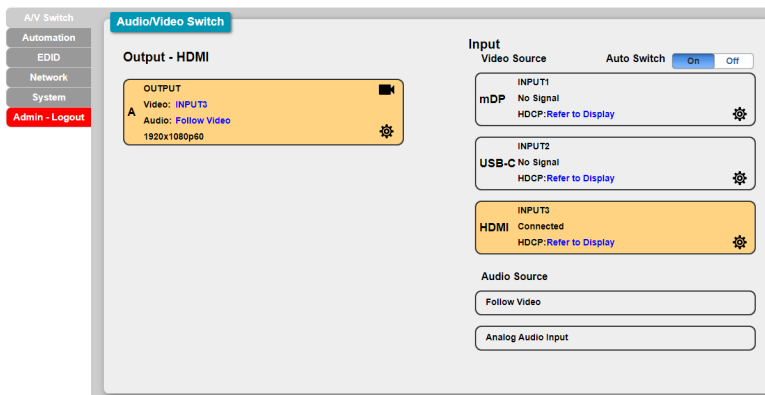 A/V Switch
Automation
EDID
Network
System
Admin - Logout
Audio/Video Switch
Output - HDMI
A
OUTPUT
Video: INPUT3
Audio: Follow Video
1920x1080p60
Input
Video Source
Auto Switch On Off
mDP
INPUT1
No Signal
HDCP:Refer to Display
USB-C
INPUT2
No Signal
HDCP:Refer to Display
HDMI
INPUT3
Connected
HDCP:Refer to Display
Audio Source
Follow Video
Analog Audio Input